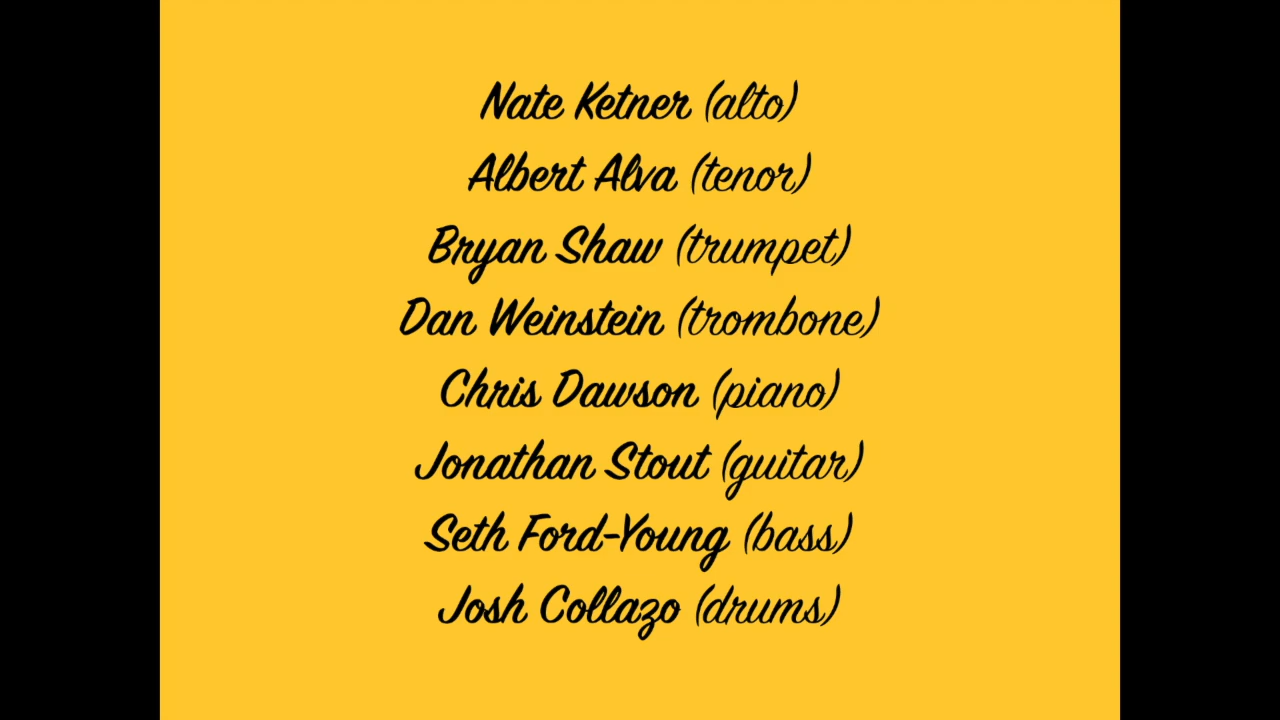 Nate Ketner (alto)
Albert Alva (tenor)
Bryan Shaw (trumpet)
Dan Weinstein (trombone)
Chris Dawson (piano)
Jonathan Stout (guitar)
Seth Ford-Young (bass)
Josh Collazo (drums)